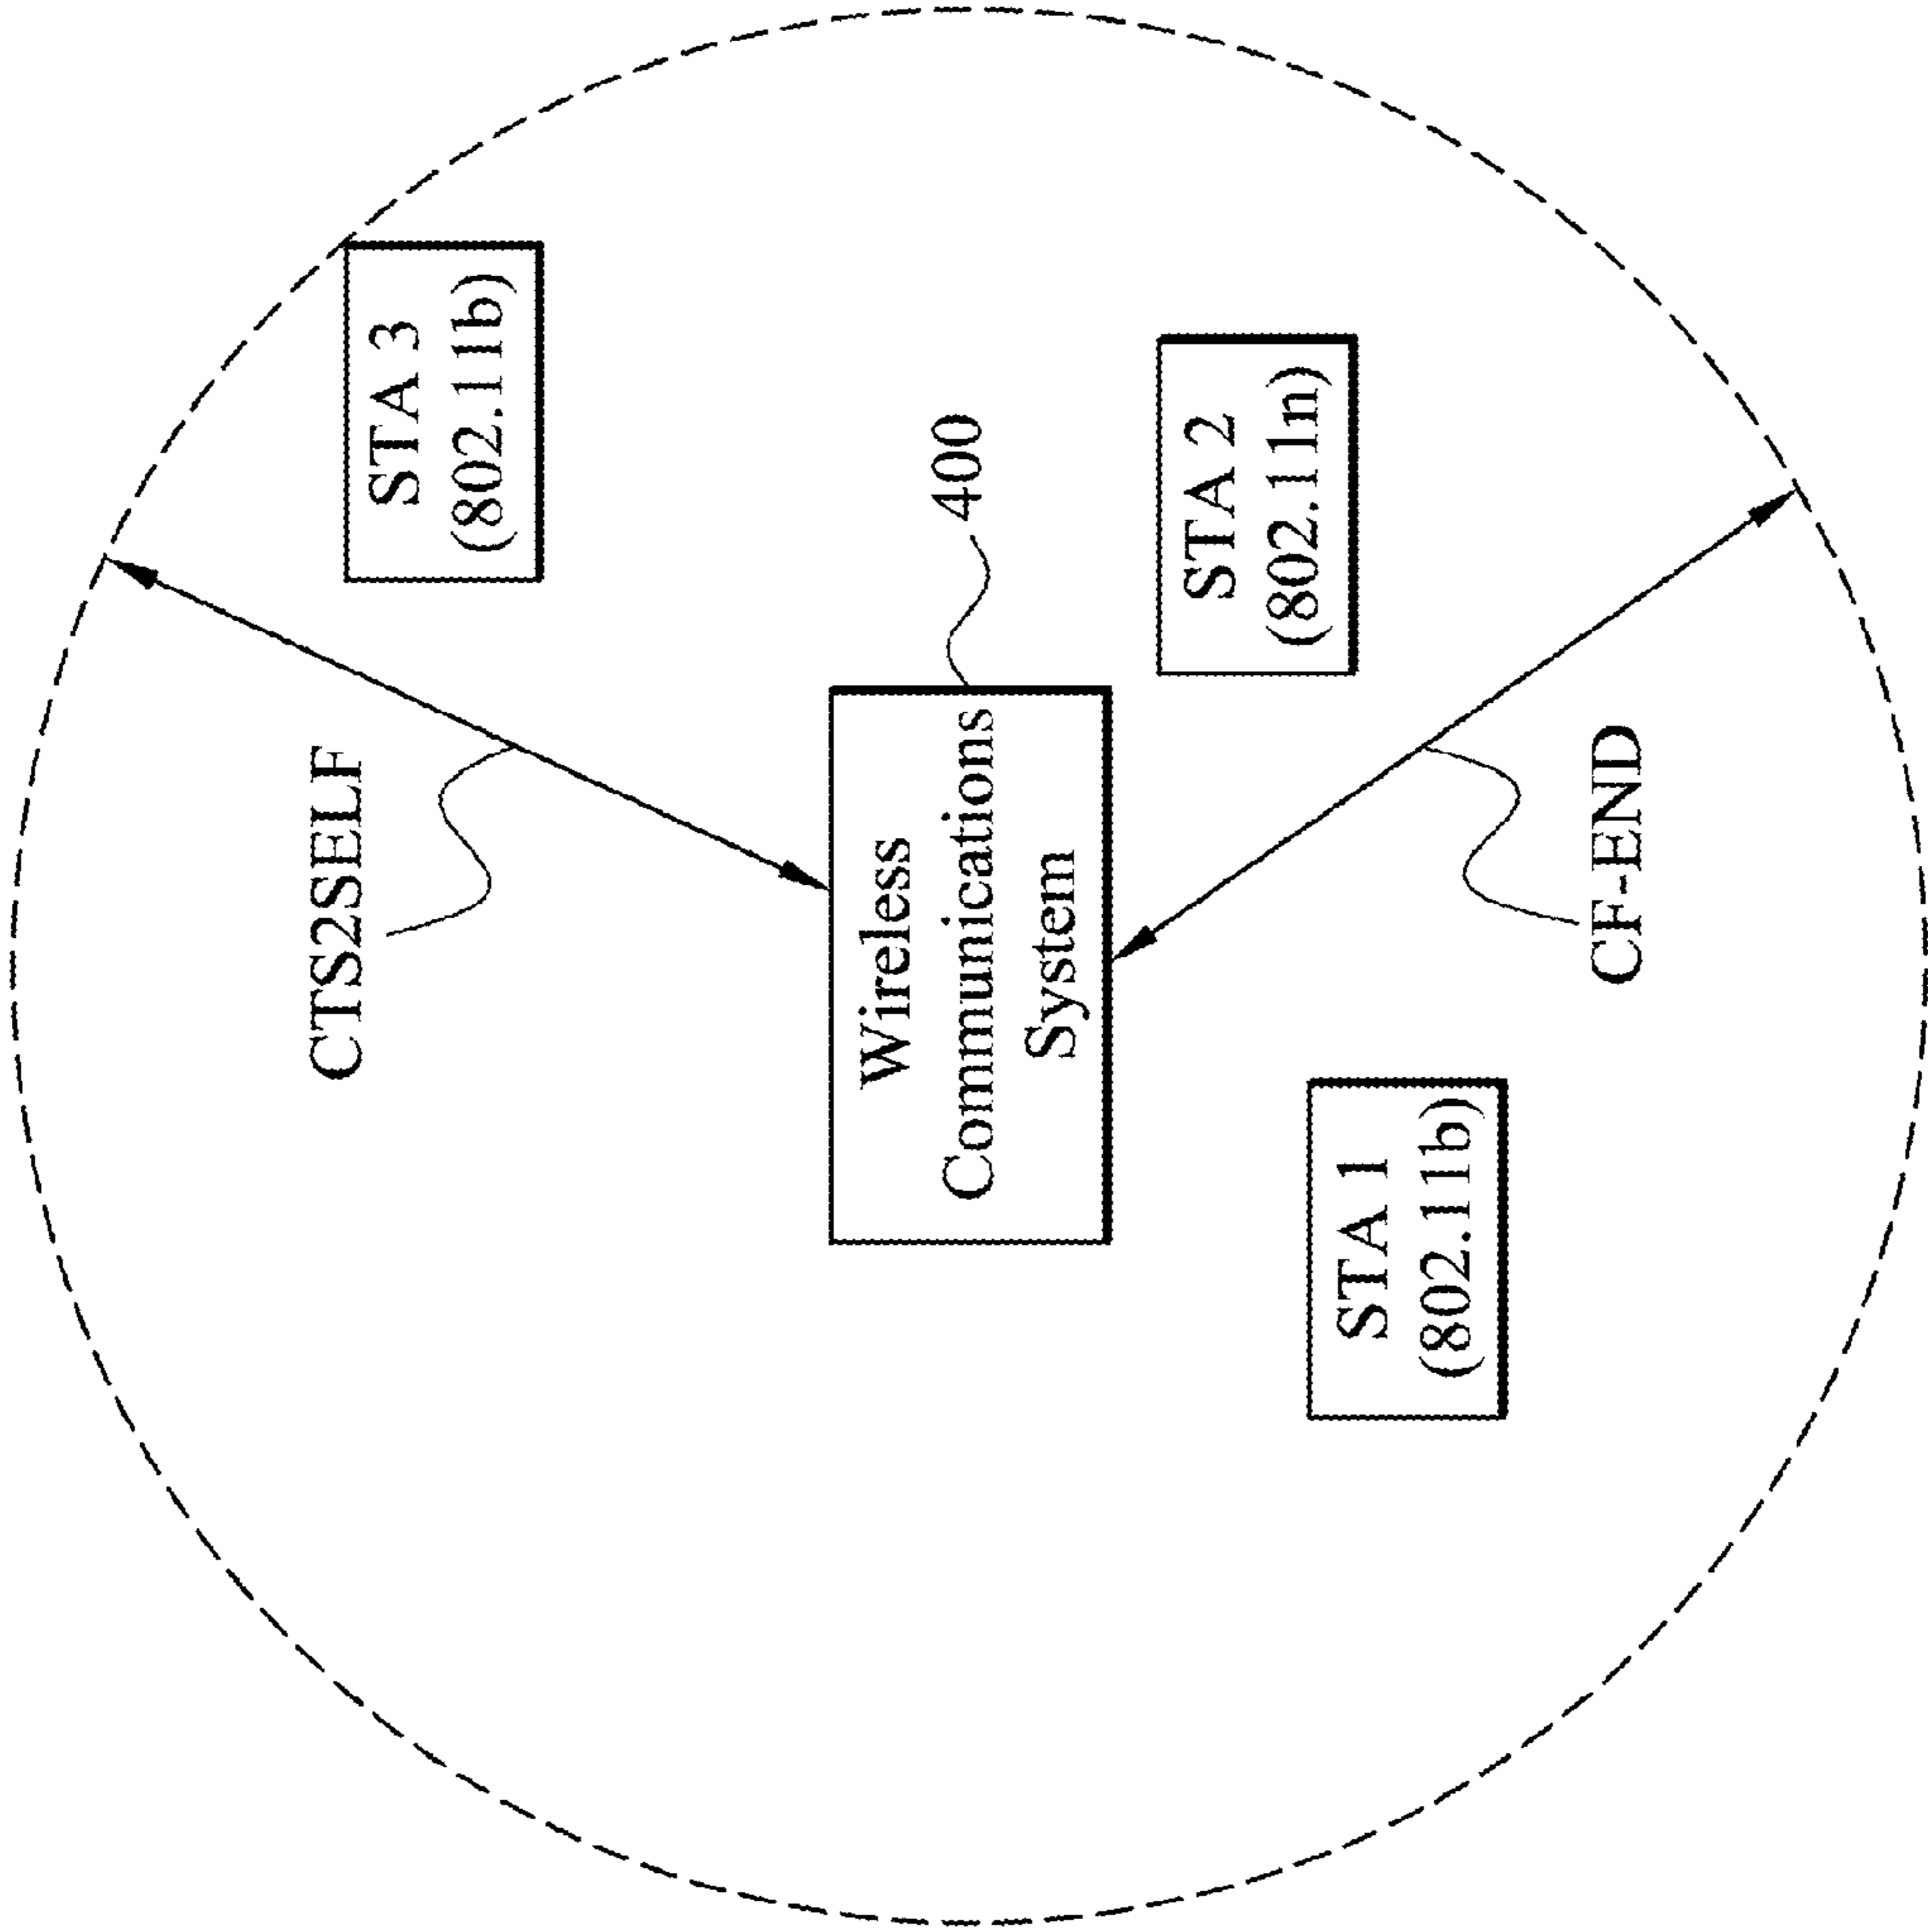 CTS2SELF
STA 3
(802.11b)
Wireless
Communications
System
400
STA 1
(802.11b)
STA 2
(802.11n)
CF-END